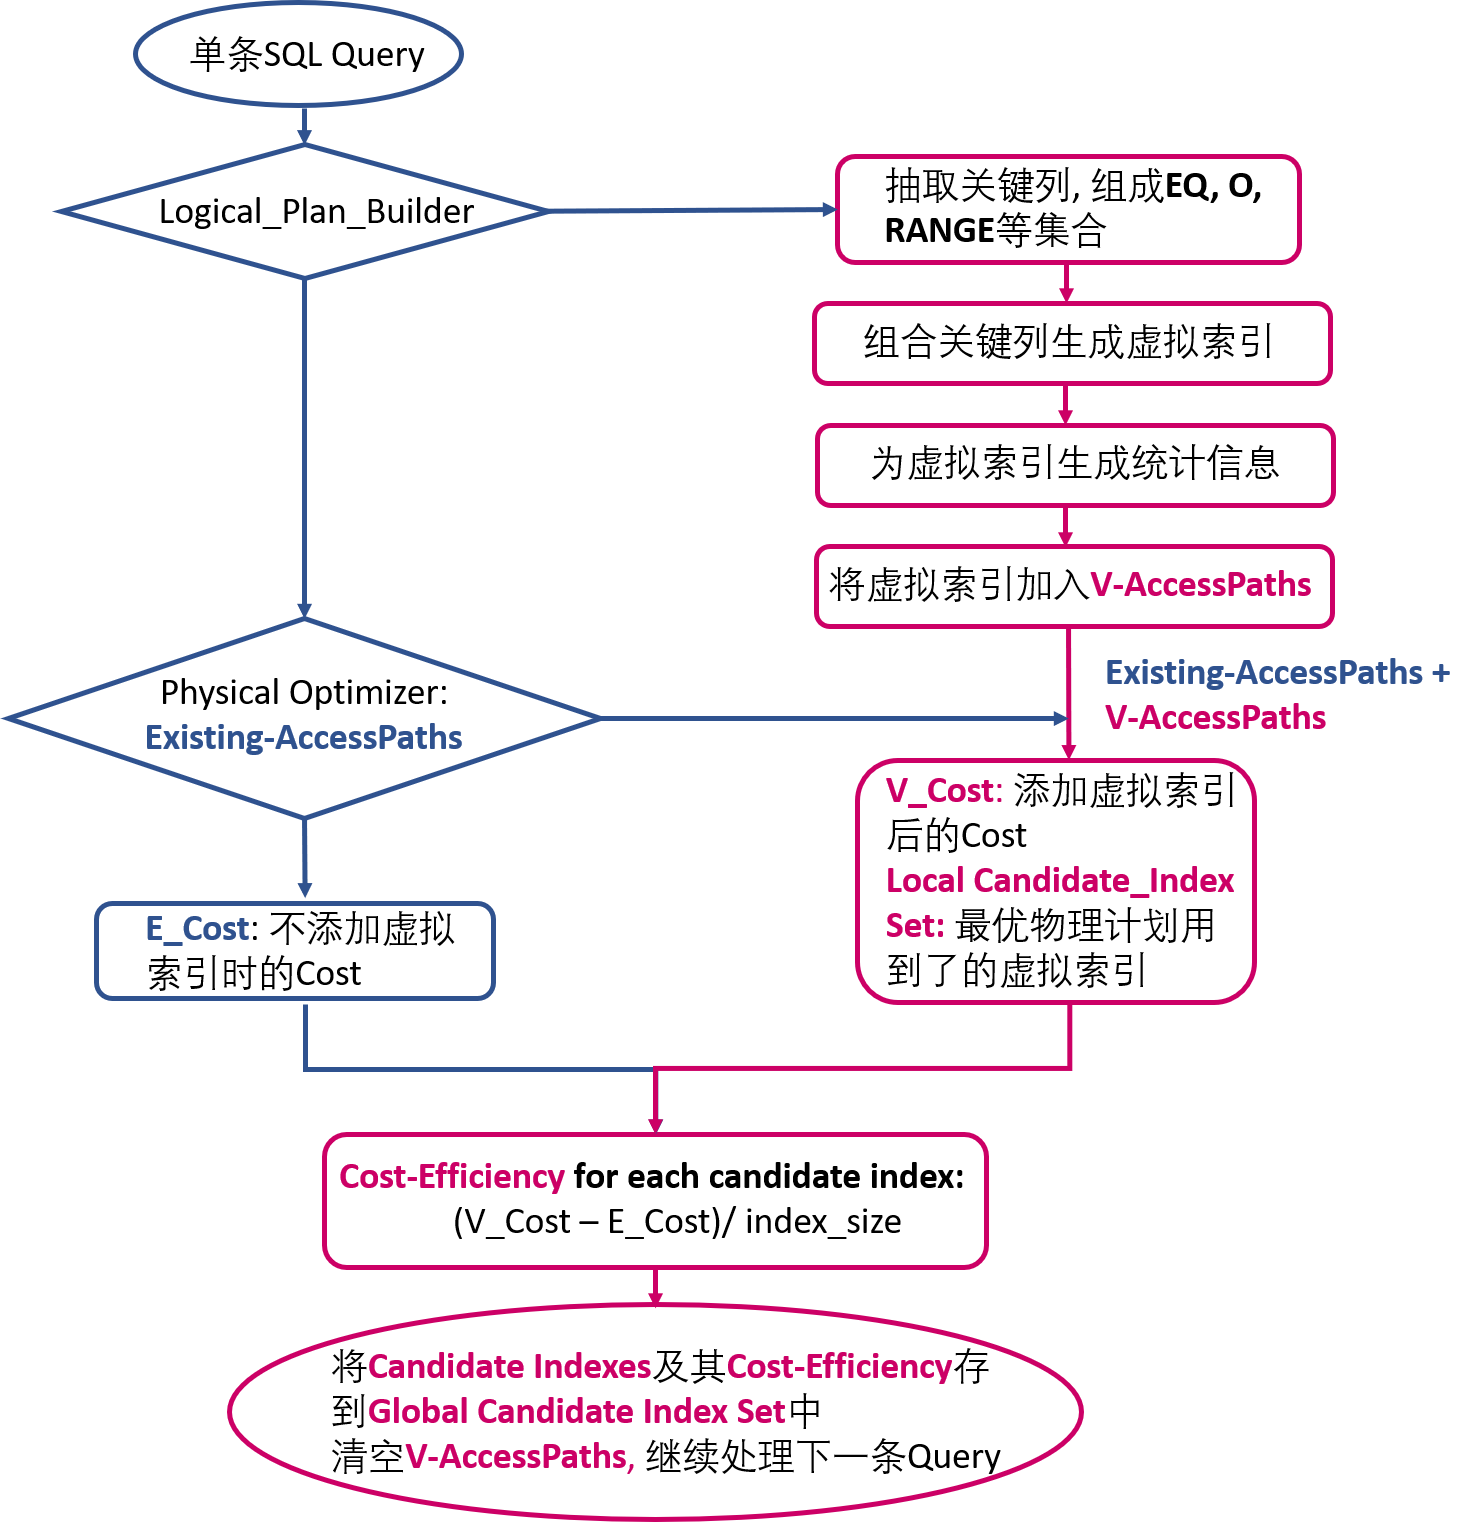 单条SQL Query
Logical_Plan_Builder
抽取关键列, 组成EQ, O,
RANGE等集合
组合关键列生成虚拟索引
为虚拟索引生成统计信息
将虚拟索引加入V-AccessPaths
Existing-AccessPaths +
V-AccessPaths
Physical Optimizer:
Existing-AccessPaths
V_Cost: 添加虚拟索引
后的Cost
Local Candidate_Index
Set: 最优物理计划用
到了的虚拟索引
E_Cost: 不添加虚拟
索引时的Cost
Cost-Efficiency for each candidate index:
(V_Cost – E_Cost)/ index_size
将Candidate Indexes及其Cost-Efficiency存
到Global Candidate Index Set中
清空V-AccessPaths, 继续处理下一条Query